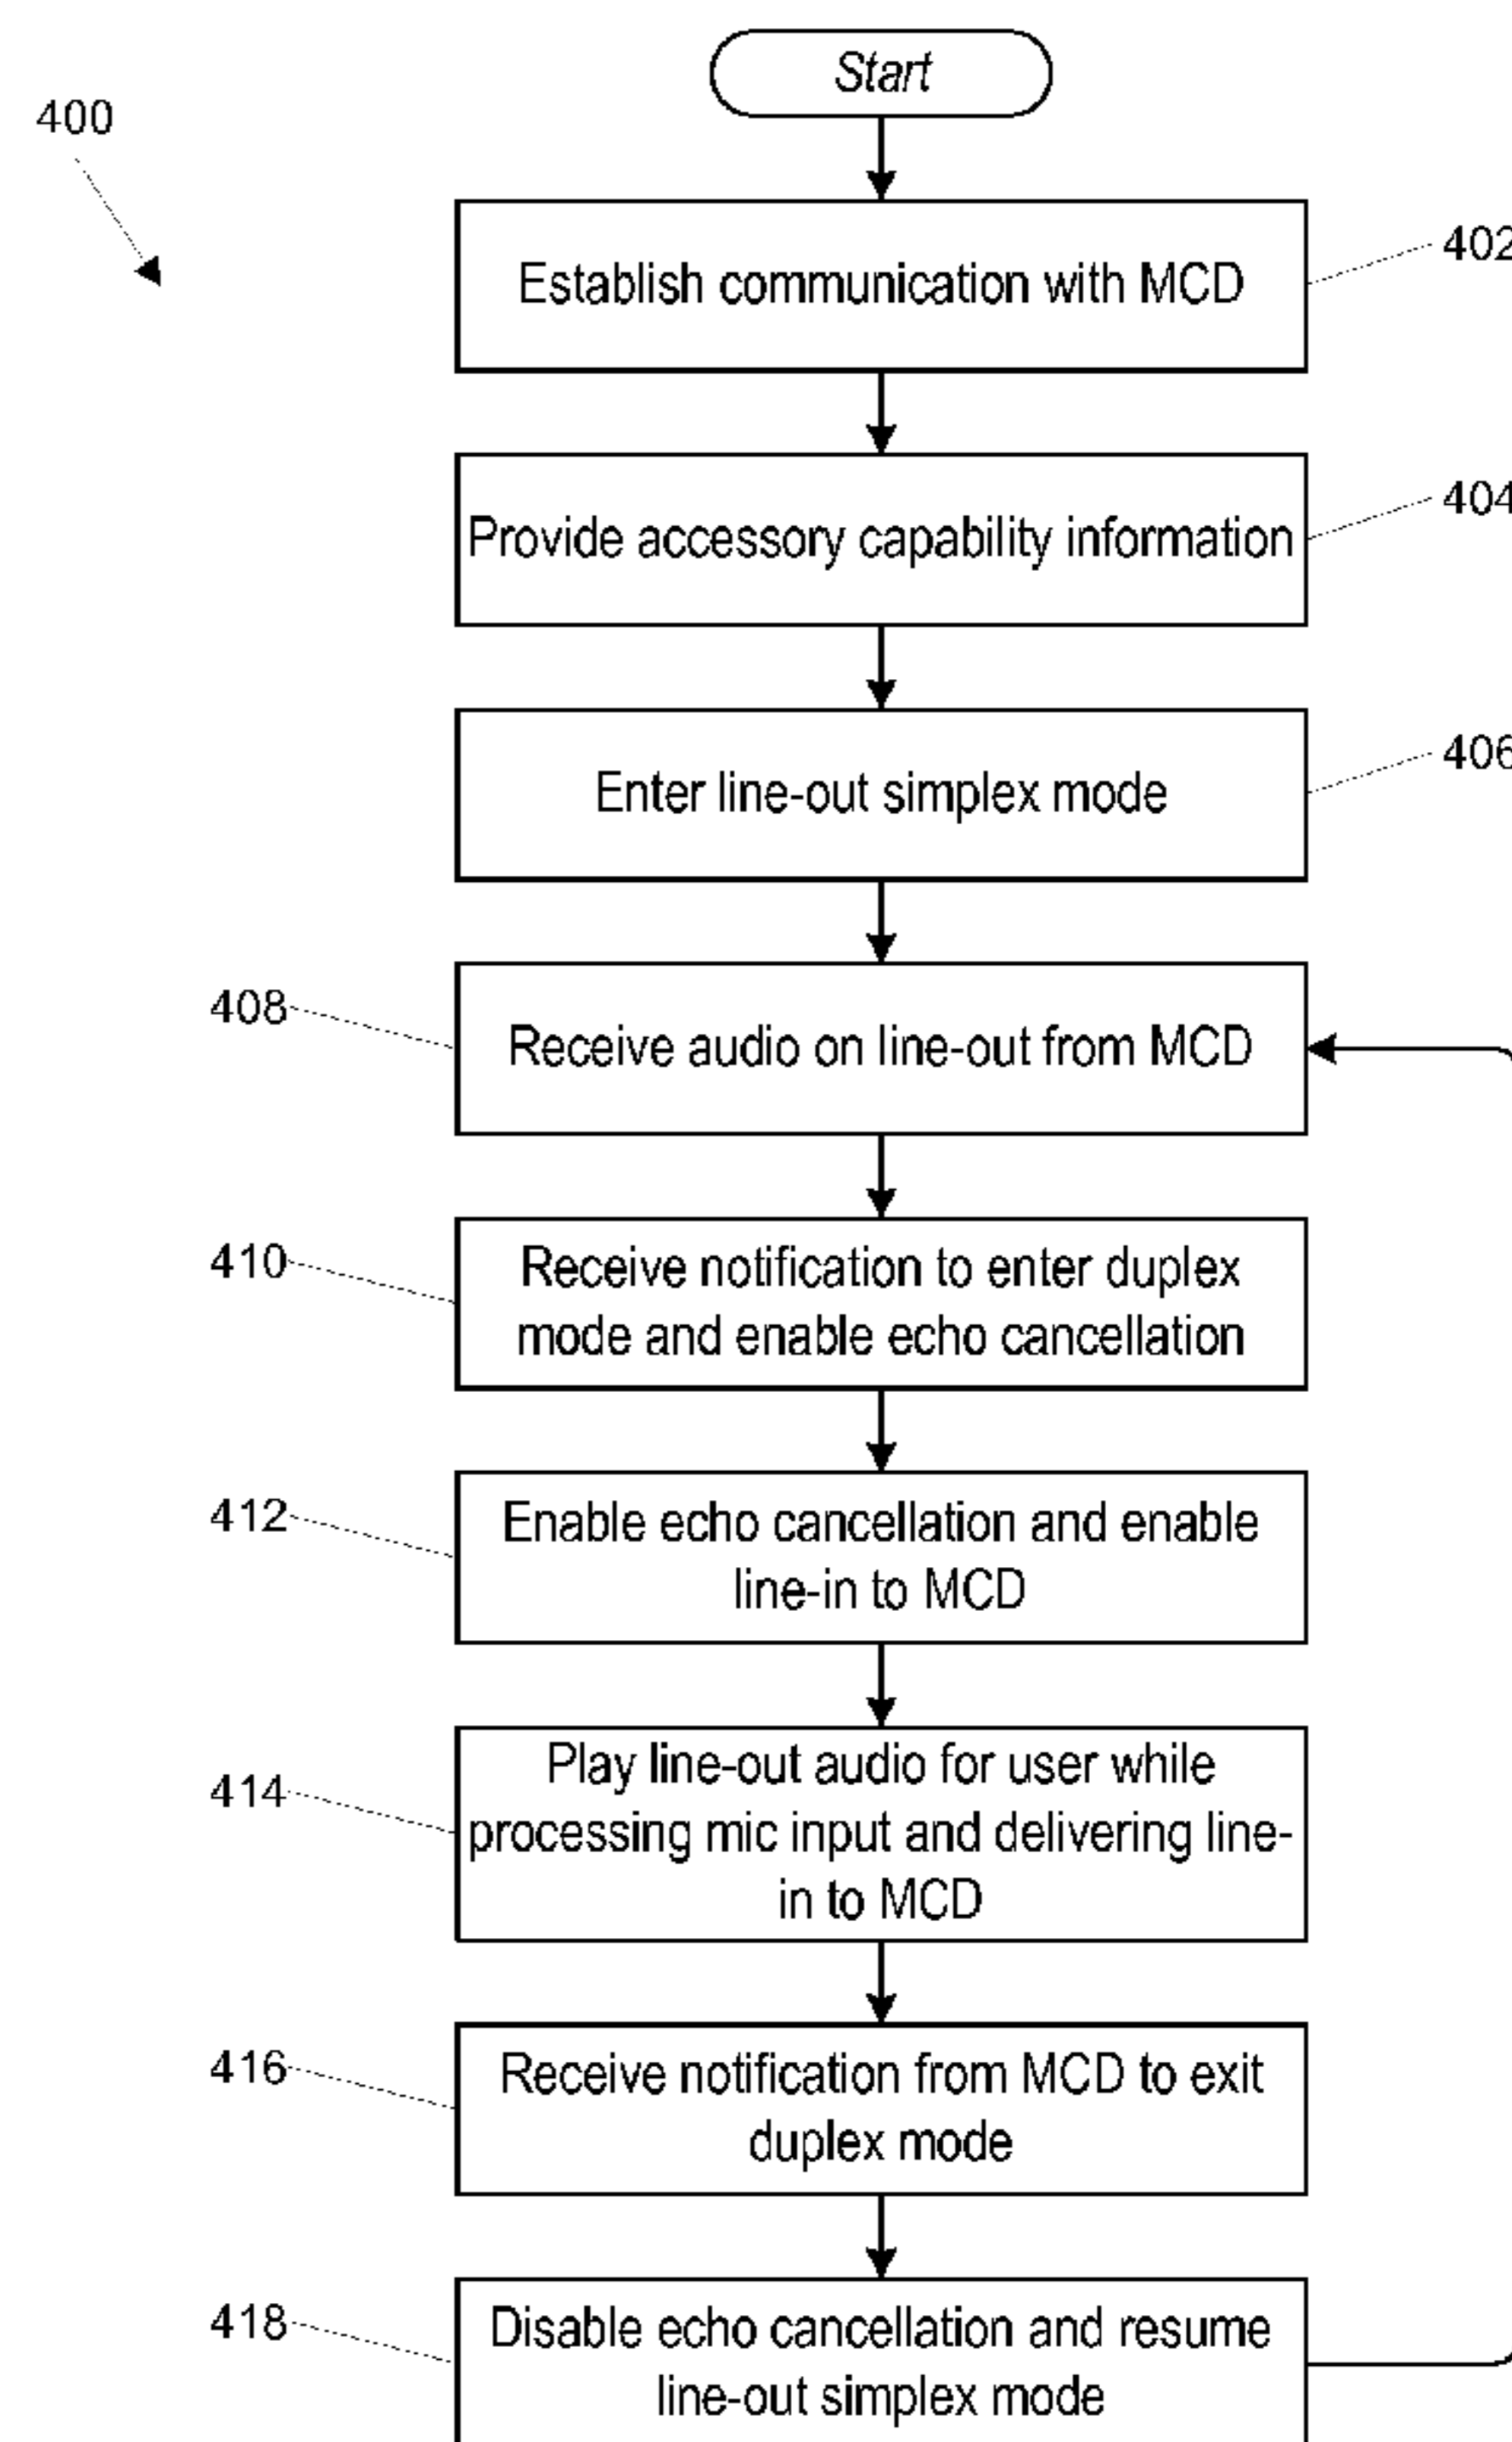 Start
400
Establish communication with MCD
402
Provide accessory capability information
404
Enter line-out simplex mode
406
408
Receive audio on line-out from MCD
410
Receive notification to enter duplex
mode and enable echo cancellation
412
Enable echo cancellation and enable
line-in to MCD
414
Play line-out audio for user while
processing mic input and delivering line-
in to MCD
416
Receive notification from MCD to exit
duplex mode
418
Disable echo cancellation and resume
line-out simplex mode